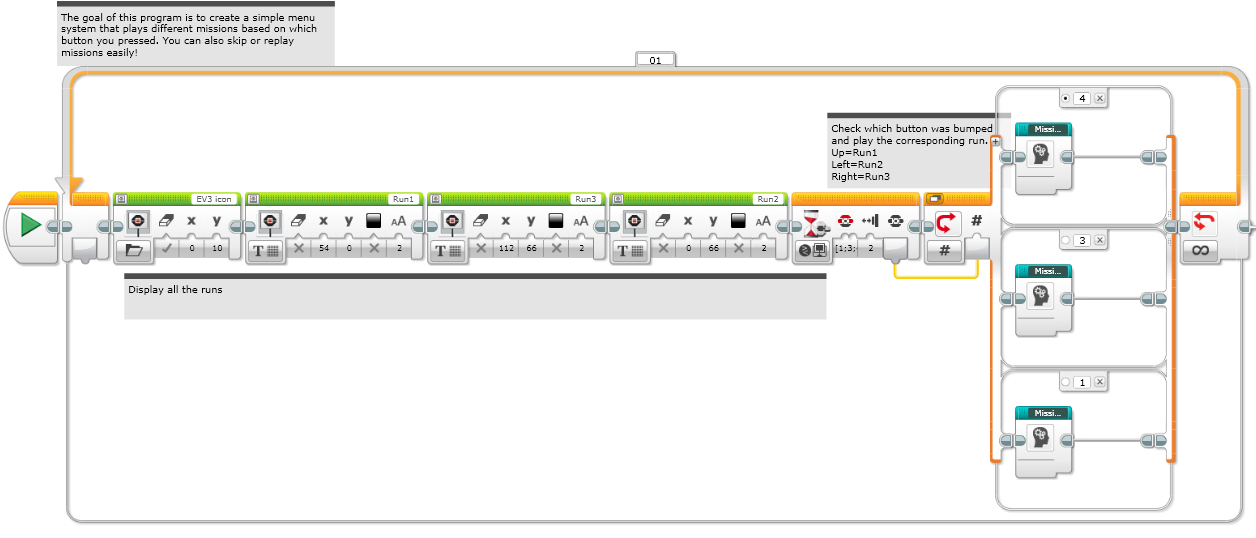 The goal of this program is to create a simple menu
system that plays different missions based on which
button you pressed. You can also skip or replay
missions easily!
01
4
Check which button was bumped
and play the corresponding run.
Up=Run1
Left=Run2
Right=Run3
Missi...
EV3 icon
Run1
Run3
Run2
x y
x y AA
x y AA
x y AA
#
0 10
T 54 0 2
T 112 66 2
T 0 66 2
[1;3; 2
#
∞
3
Missi...
Display all the runs
1
Missi...